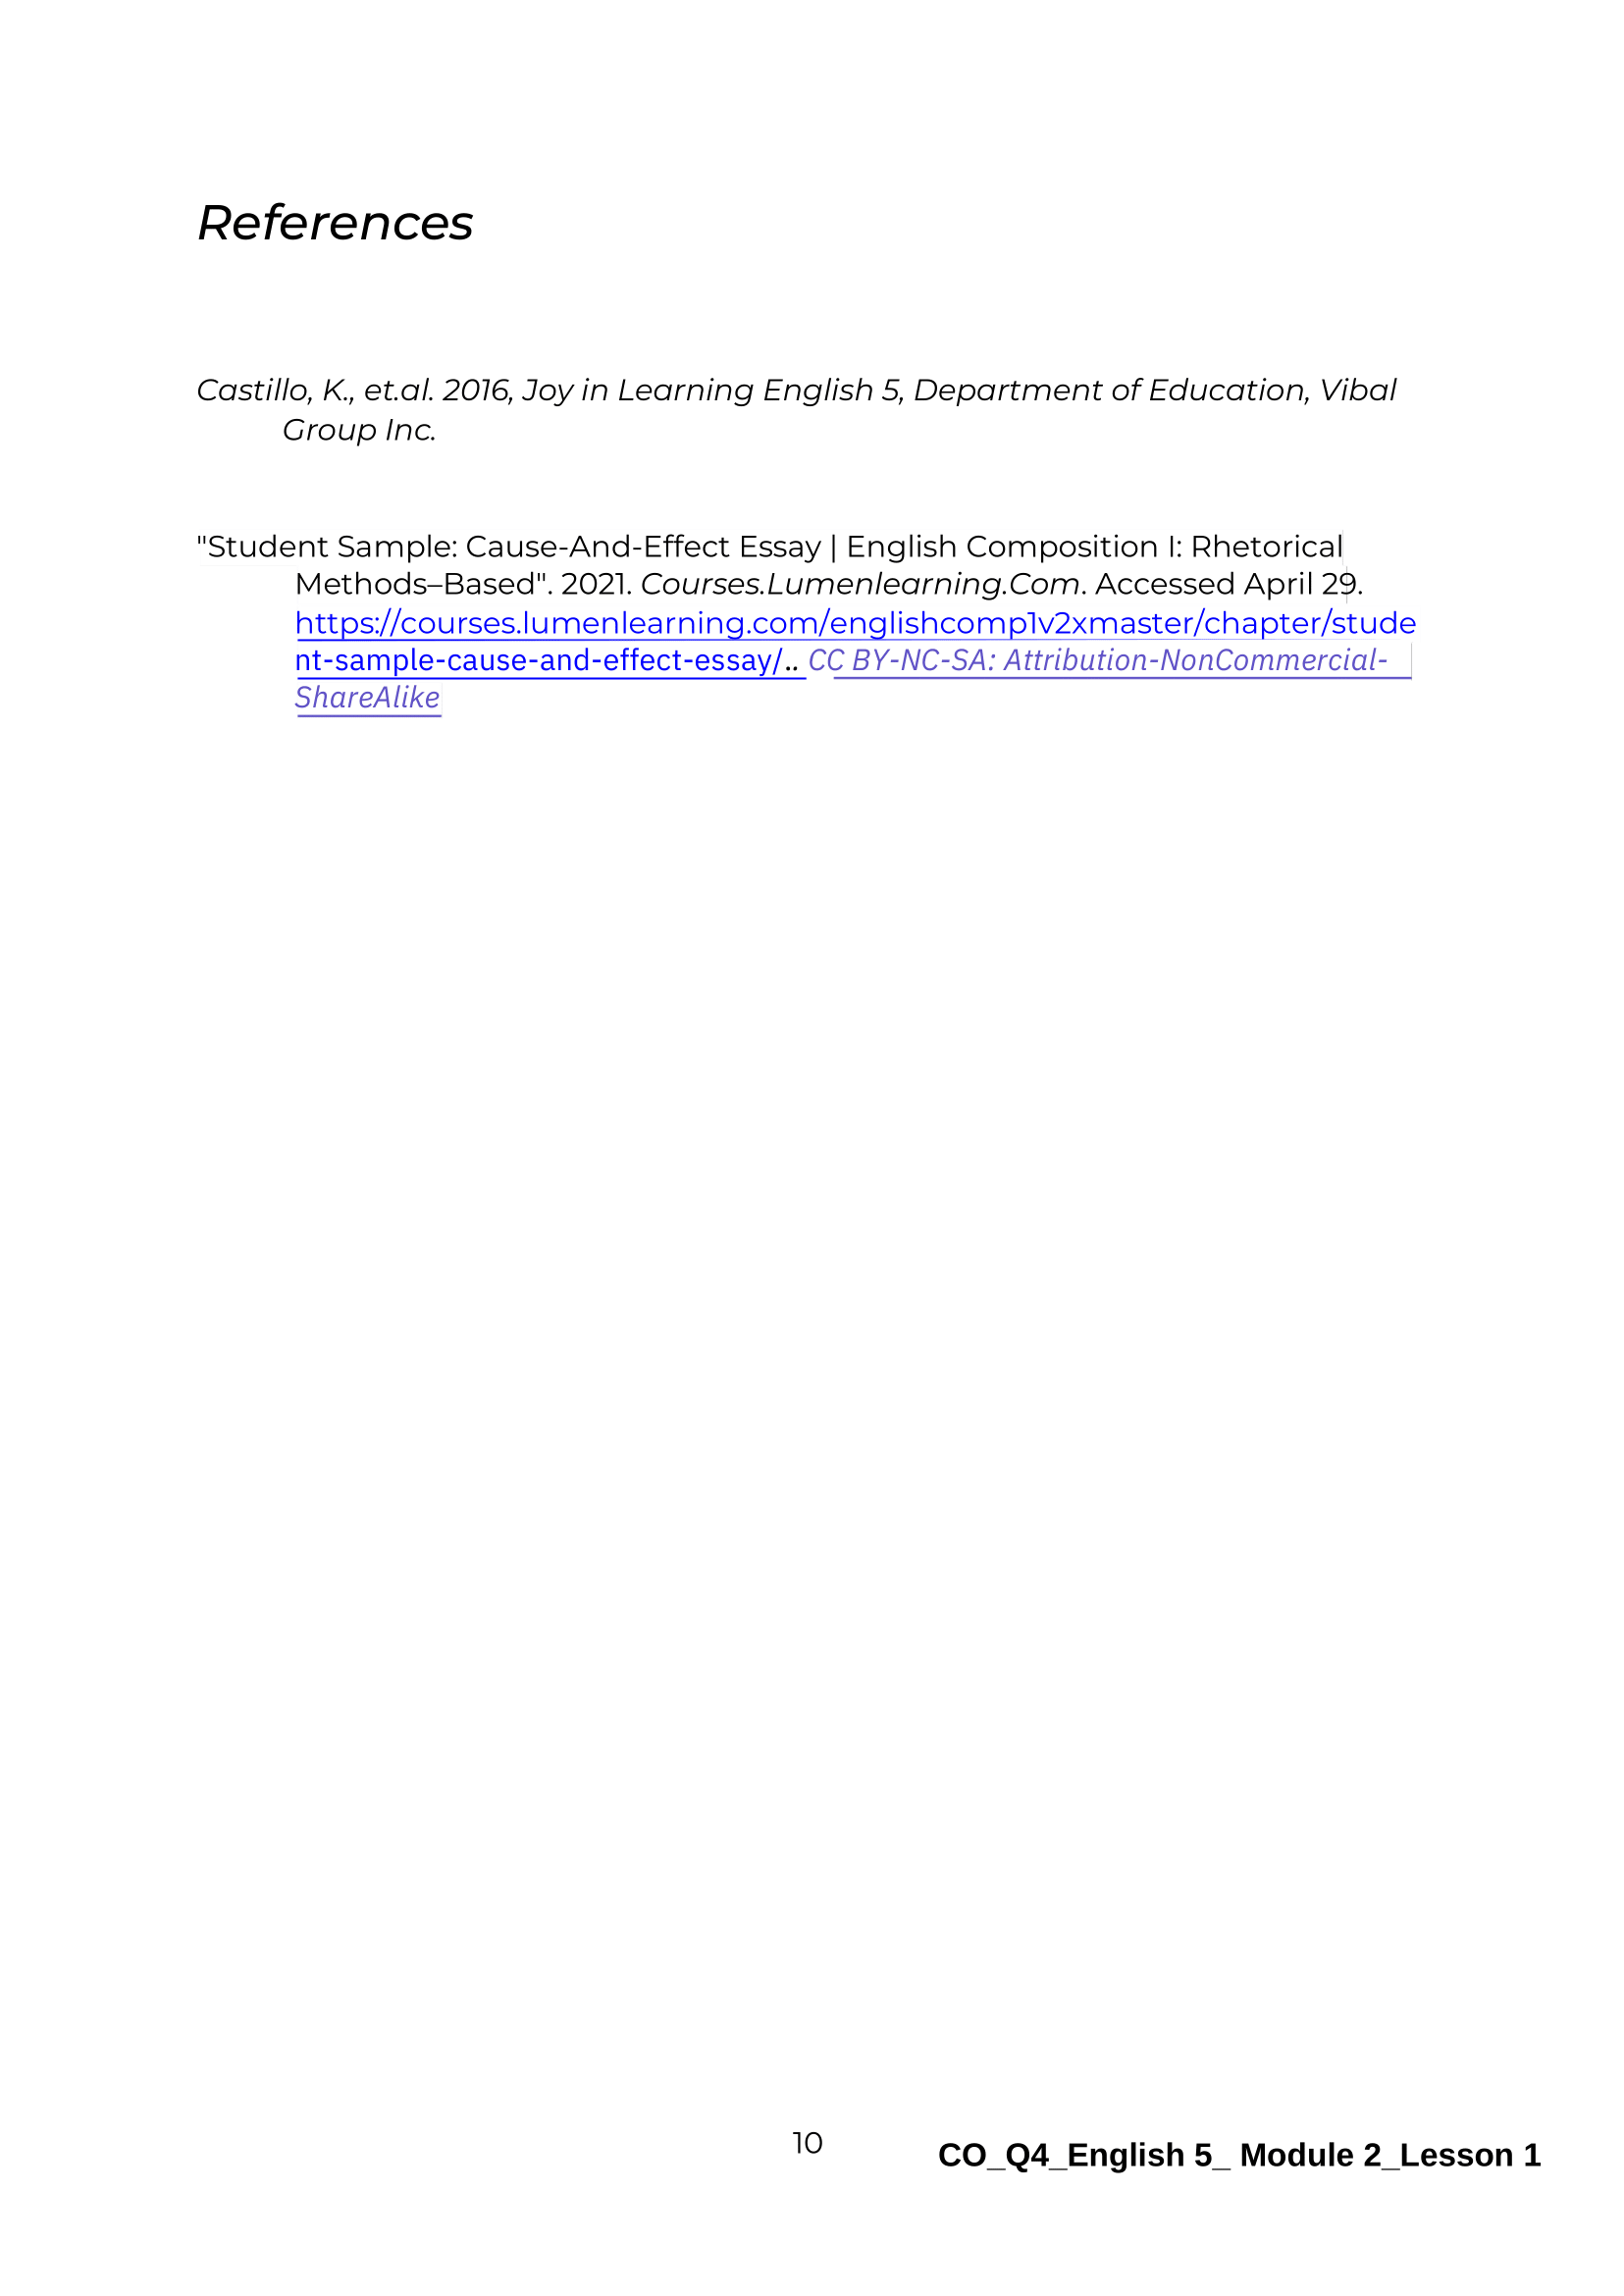 References
Castillo, K., et.al. 2016, Joy in Learning English 5, Department of Education, Vibal
Group Inc.
"Student Sample: Cause-And-Effect Essay | English Composition I: Rhetorical
Methods–Based". 2021. Courses.Lumenlearning.Com. Accessed April 29.
https://courses.lumenlearning.com/englishcomp1v2xmaster/chapter/stude
nt-sample-cause-and-effect-essay/.. CC BY-NC-SA: Attribution-NonCommercial-
ShareAlike
10
CO_Q4_English 5_ Module 2_Lesson 1